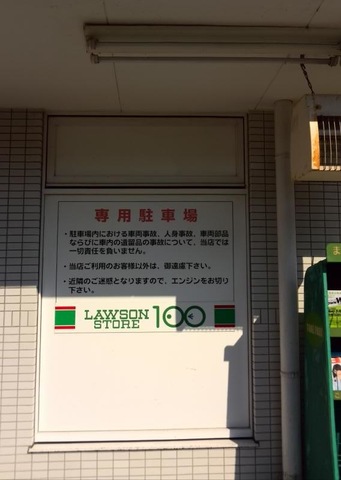 専用駐車場
・駐車場内における車両事故、人身事故、車両部品
ならびに車内の遺留品の事故について、当店では
一切責任を負いません。
・当店ご利用のお客様以外は、御遠慮下さい。
・近隣のご迷惑となりますので、エンジンをお切り
下さい。
LAWSON
STORE 100